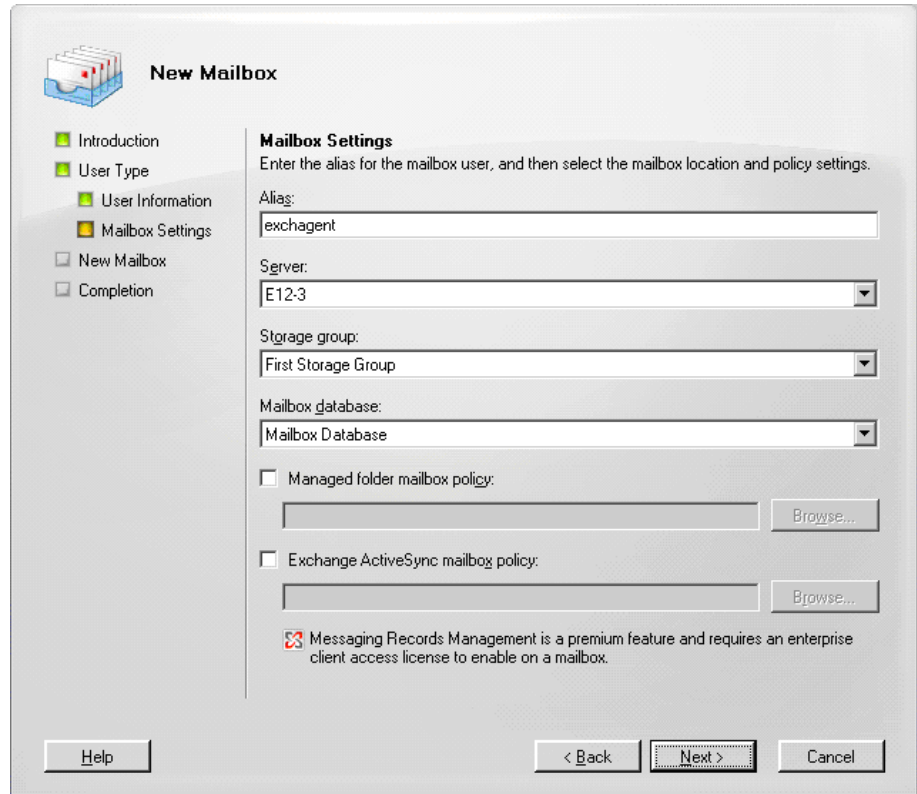 New Mailbox
Introduction
User Type
User Information
Mailbox Settings
New Mailbox
Completion
Mailbox Settings
Enter the alias for the mailbox user, and then select the mailbox location and policy settings.
Alias:
exchagent
Server:
E12-3
Storage group:
First Storage Group
Mailbox database:
Mailbox Database
Managed folder mailbox policy:
Browse...
Exchange ActiveSync mailbox policy:
Browse...
Messaging Records Management is a premium feature and requires an enterprise
client access license to enable on a mailbox.
Help
< Back
Next >
Cancel